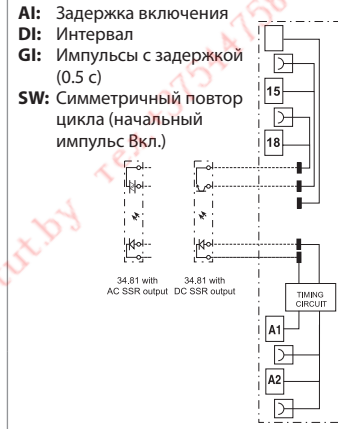 AI: Задержка включения
DI: Интервал
GI: Импульсы с задержкой
(0.5 с)
SW: Симметричный повтор
цикла (начальный
импульс Вкл.)
15
18
34.81 with
AC SSR output
34.81 with
DC SSR output
TIMING
CIRCUIT
A1
A2